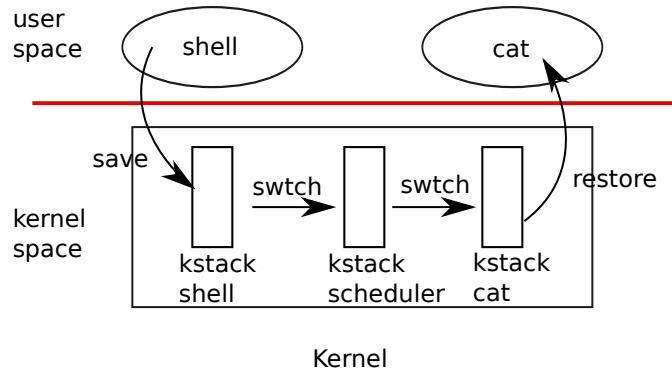 user
space
shell
cat
save
swtch
swtch
restore
kernel
space
kstack
shell
kstack
scheduler
kstack
cat
Kernel